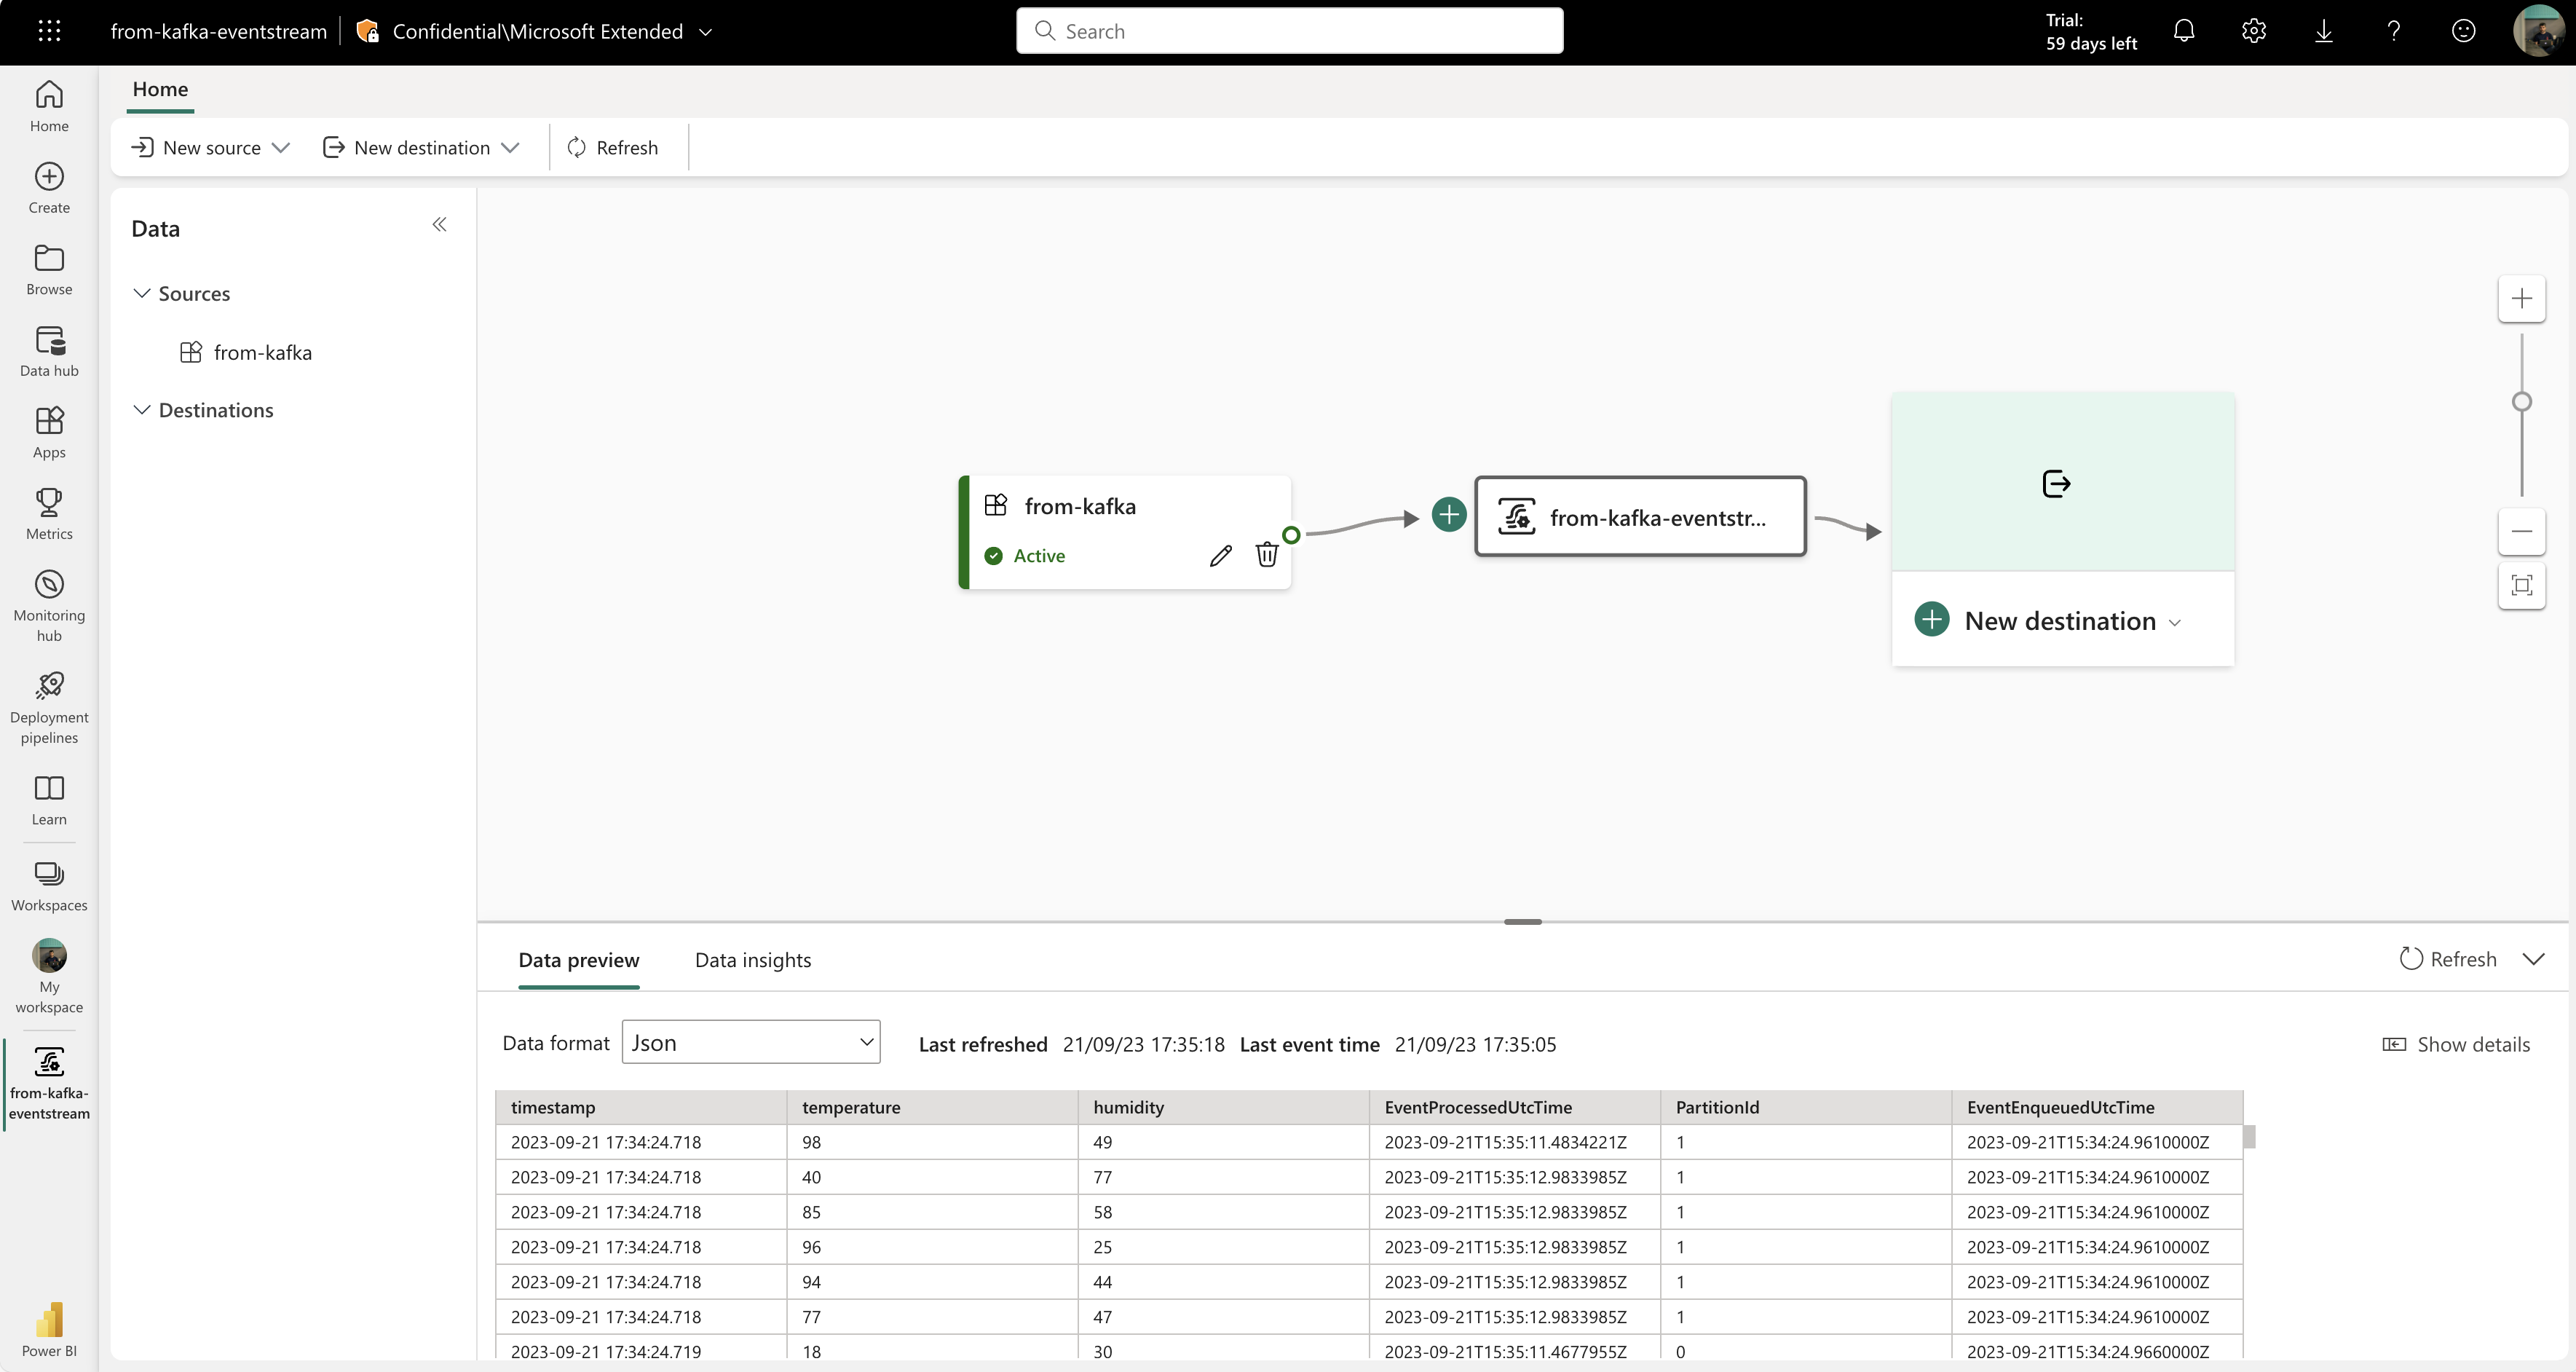 from-kafka-eventstream
Confidential\Microsoft Extended
Search
Trial:
59 days left
Home
Create
Browse
Data hub
Apps
Metrics
Monitoring
hub
Deployment
pipelines
Learn
Workspaces
My
workspace
from-kafka-
eventstream
Power BI
Home
New source
New destination
Refresh
Data
Sources
from-kafka
Destinations
from-kafka
Active
from-kafka-eventstr...
New destination
Data preview
Data insights
Refresh
Data format
Json
Last refreshed 21/09/23 17:35:18 Last event time 21/09/23 17:35:05
Show details
timestamp temperature humidity EventProcessedUtcTime PartitionId EventEnqueuedUtcTime
2023-09-21 17:34:24.718 98 49 2023-09-21T15:35:11.4834221Z 1 2023-09-21T15:34:24.9610000Z
2023-09-21 17:34:24.718 40 77 2023-09-21T15:35:12.9833985Z 1 2023-09-21T15:34:24.9610000Z
2023-09-21 17:34:24.718 85 58 2023-09-21T15:35:12.9833985Z 1 2023-09-21T15:34:24.9610000Z
2023-09-21 17:34:24.718 96 25 2023-09-21T15:35:12.9833985Z 1 2023-09-21T15:34:24.9610000Z
2023-09-21 17:34:24.718 94 44 2023-09-21T15:35:12.9833985Z 1 2023-09-21T15:34:24.9610000Z
2023-09-21 17:34:24.718 77 47 2023-09-21T15:35:12.9833985Z 1 2023-09-21T15:34:24.9610000Z
2023-09-21 17:34:24.719 18 30 2023-09-21T15:35:11.4677955Z 0 2023-09-21T15:34:24.9660000Z